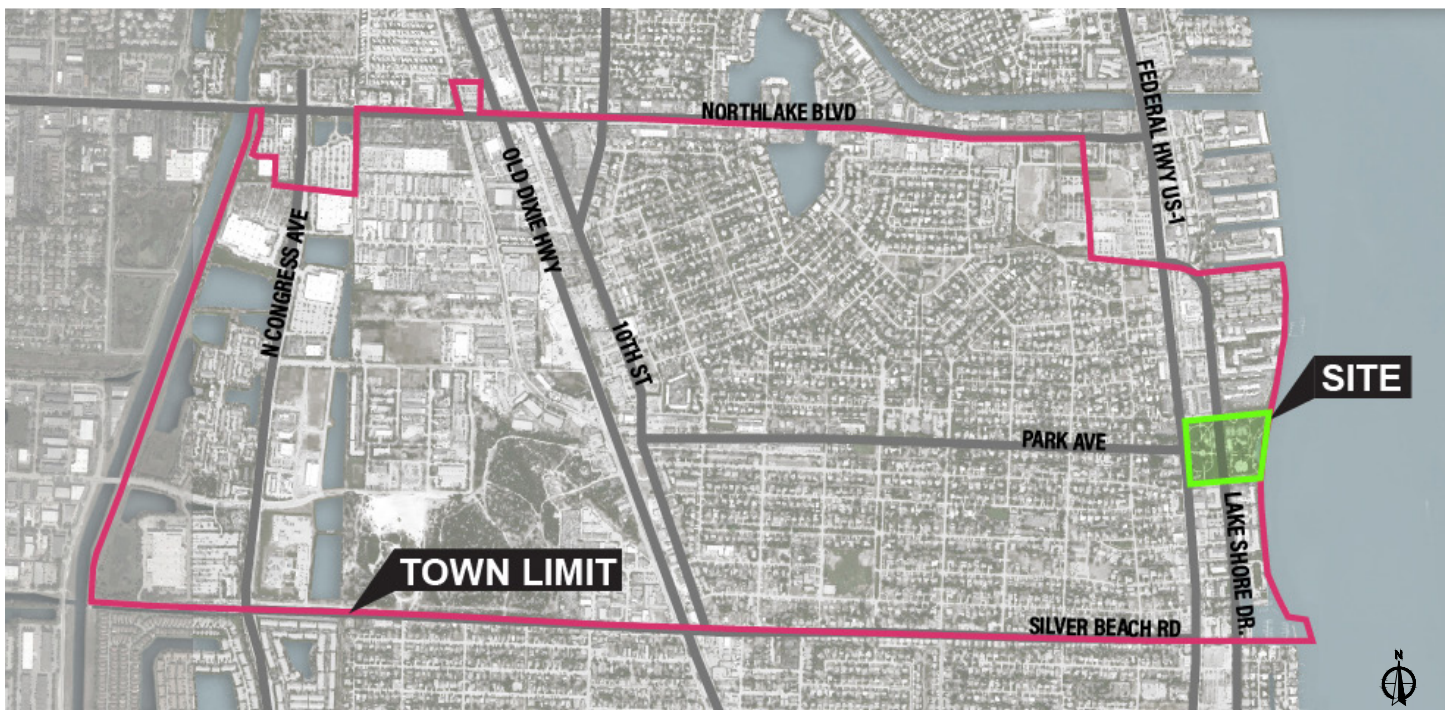 NORTHLAKE BLVD
FEDERAL HWY US-1
OLD DIXIE HWY
N CONGRESS AVE
10TH ST
SITE
PARK AVE
LAKE SHORE DR.
TOWN LIMIT
SILVER BEACH RD
N